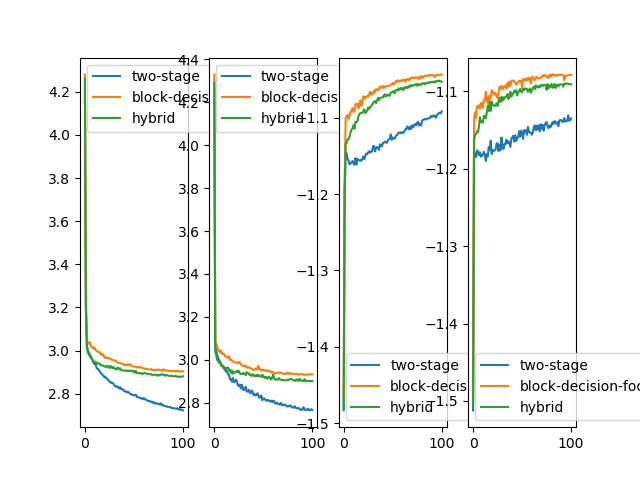 two-stage
block-decis
hybrid
4.2
4.0
3.8
3.6
3.4
3.2
3.0
2.8
0
100
two-stage
block-decis
hybrid
4.4
4.2
4.0
3.8
3.6
3.4
3.2
3.0
2.8
0
100
−1.1
−1.2
−1.3
−1.4
−1.5
two-stage
block-decis
hybrid
0
100
−1.1
−1.2
−1.3
−1.4
−1.5
two-stage
block-decision-foc
hybrid
0
100